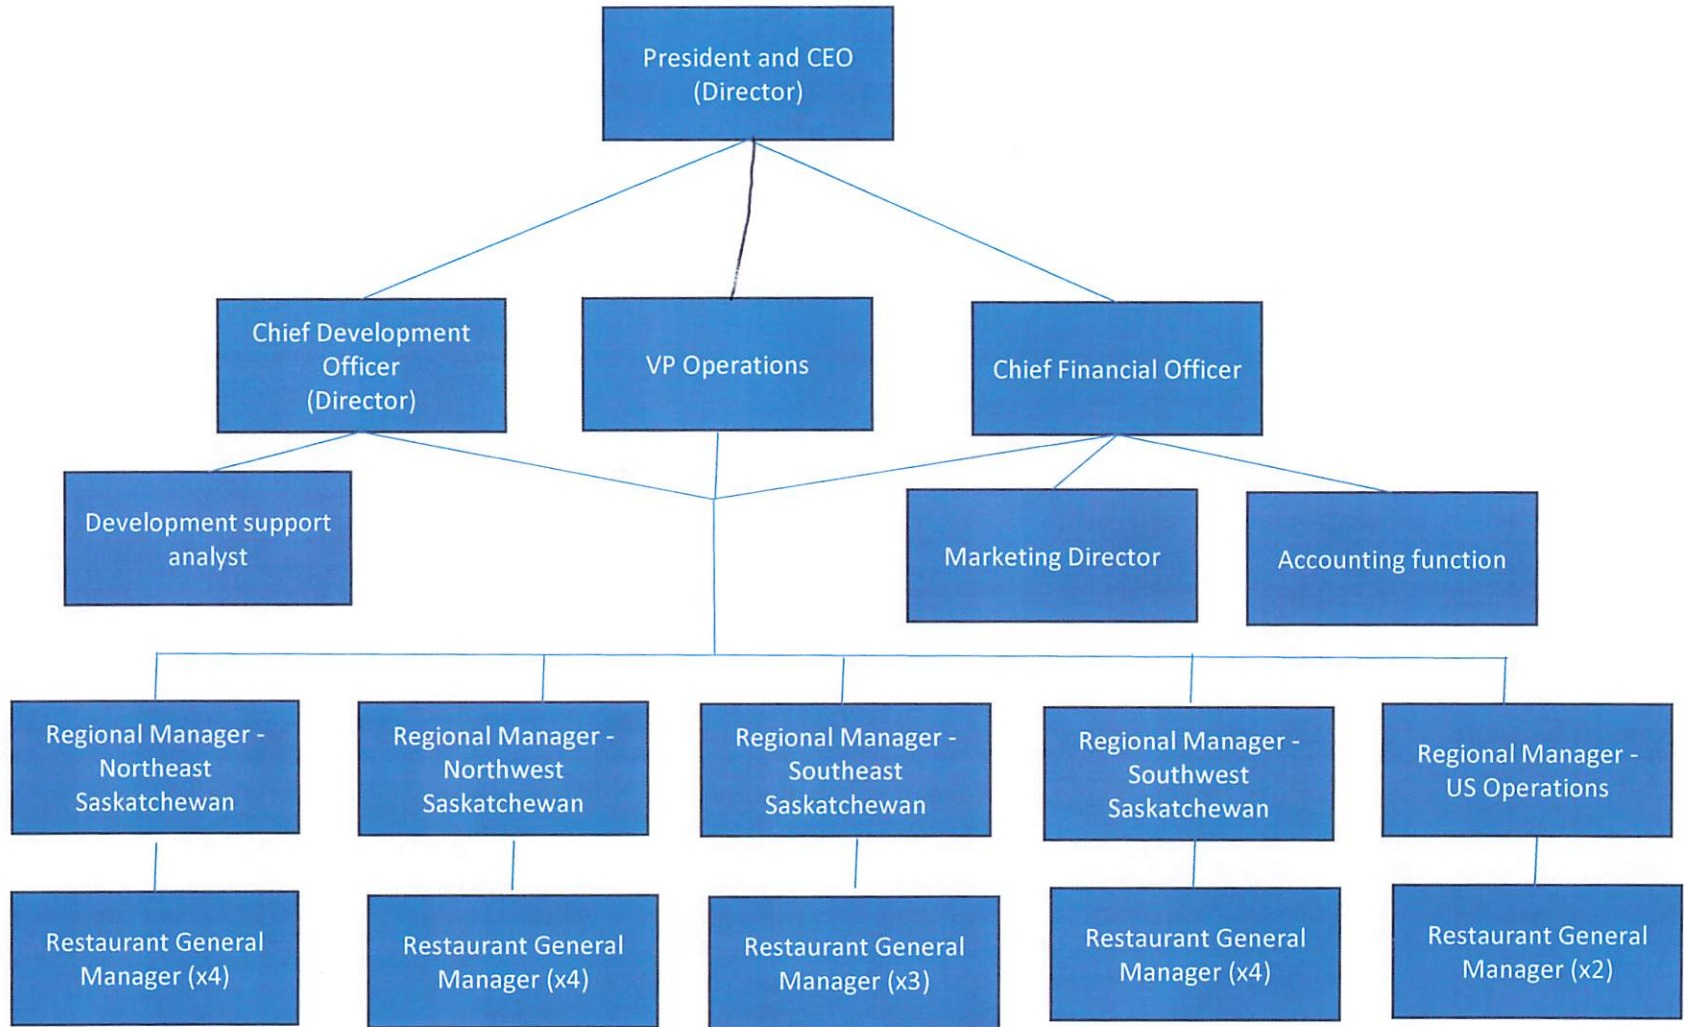 President and CEO
(Director)
Chief Development
Officer
(Director)
VP Operations
Chief Financial Officer
Development support
analyst
Marketing Director
Accounting function
Regional Manager -
Northeast
Saskatchewan
Regional Manager -
Northwest
Saskatchewan
Regional Manager -
Southeast
Saskatchewan
Regional Manager -
Southwest
Saskatchewan
Regional Manager -
US Operations
Restaurant General
Manager (x4)
Restaurant General
Manager (x4)
Restaurant General
Manager (x3)
Restaurant General
Manager (x4)
Restaurant General
Manager (x2)